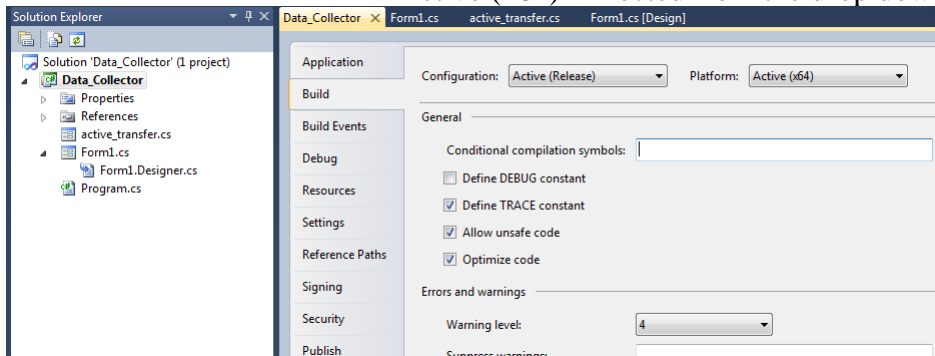 Solution Explorer
Data_Collector Form1.cs active_transfer.cs Form1.cs [Design]
Solution 'Data_Collector' (1 project)
Data_Collector
Properties
References
active_transfer.cs
Form1.cs
Form1.Designer.cs
Program.cs
Application
Build
Build Events
Debug
Resources
Settings
Reference Paths
Signing
Security
Publish
Configuration: Active (Release) Platform: Active (x64)
General
Conditional compilation symbols:
Define DEBUG constant
Define TRACE constant
Allow unsafe code
Optimize code
Errors and warnings
Warning level: 4
Suppress warnings: